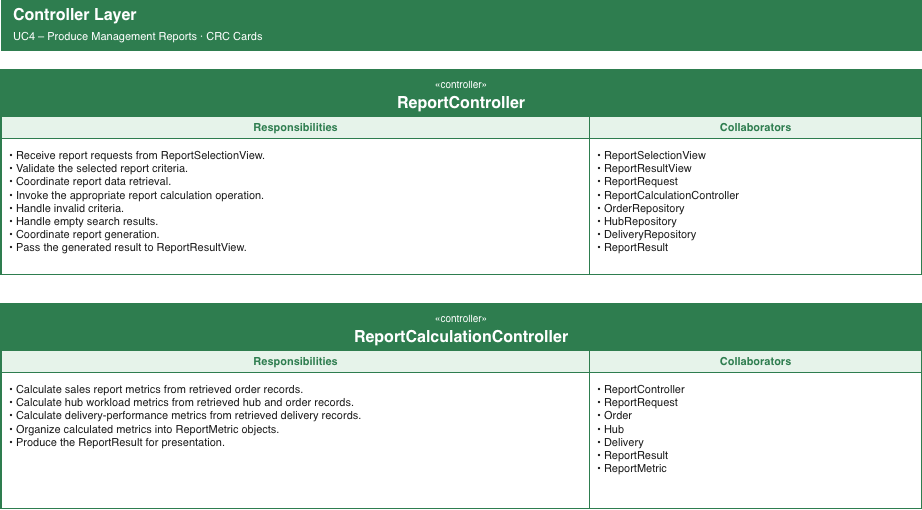 Controller Layer
UC4 – Produce Management Reports · CRC Cards
«controller»
ReportController
Responsibilities
Collaborators
• Receive report requests from ReportSelectionView.
• Validate the selected report criteria.
• Coordinate report data retrieval.
• Invoke the appropriate report calculation operation.
• Handle invalid criteria.
• Handle empty search results.
• Coordinate report generation.
• Pass the generated result to ReportResultView.
• ReportSelectionView
• ReportResultView
• ReportRequest
• ReportCalculationController
• OrderRepository
• HubRepository
• DeliveryRepository
• ReportResult
«controller»
ReportCalculationController
Responsibilities
Collaborators
• Calculate sales report metrics from retrieved order records.
• Calculate hub workload metrics from retrieved hub and order records.
• Calculate delivery-performance metrics from retrieved delivery records.
• Organize calculated metrics into ReportMetric objects.
• Produce the ReportResult for presentation.
• ReportController
• ReportRequest
• Order
• Hub
• Delivery
• ReportResult
• ReportMetric